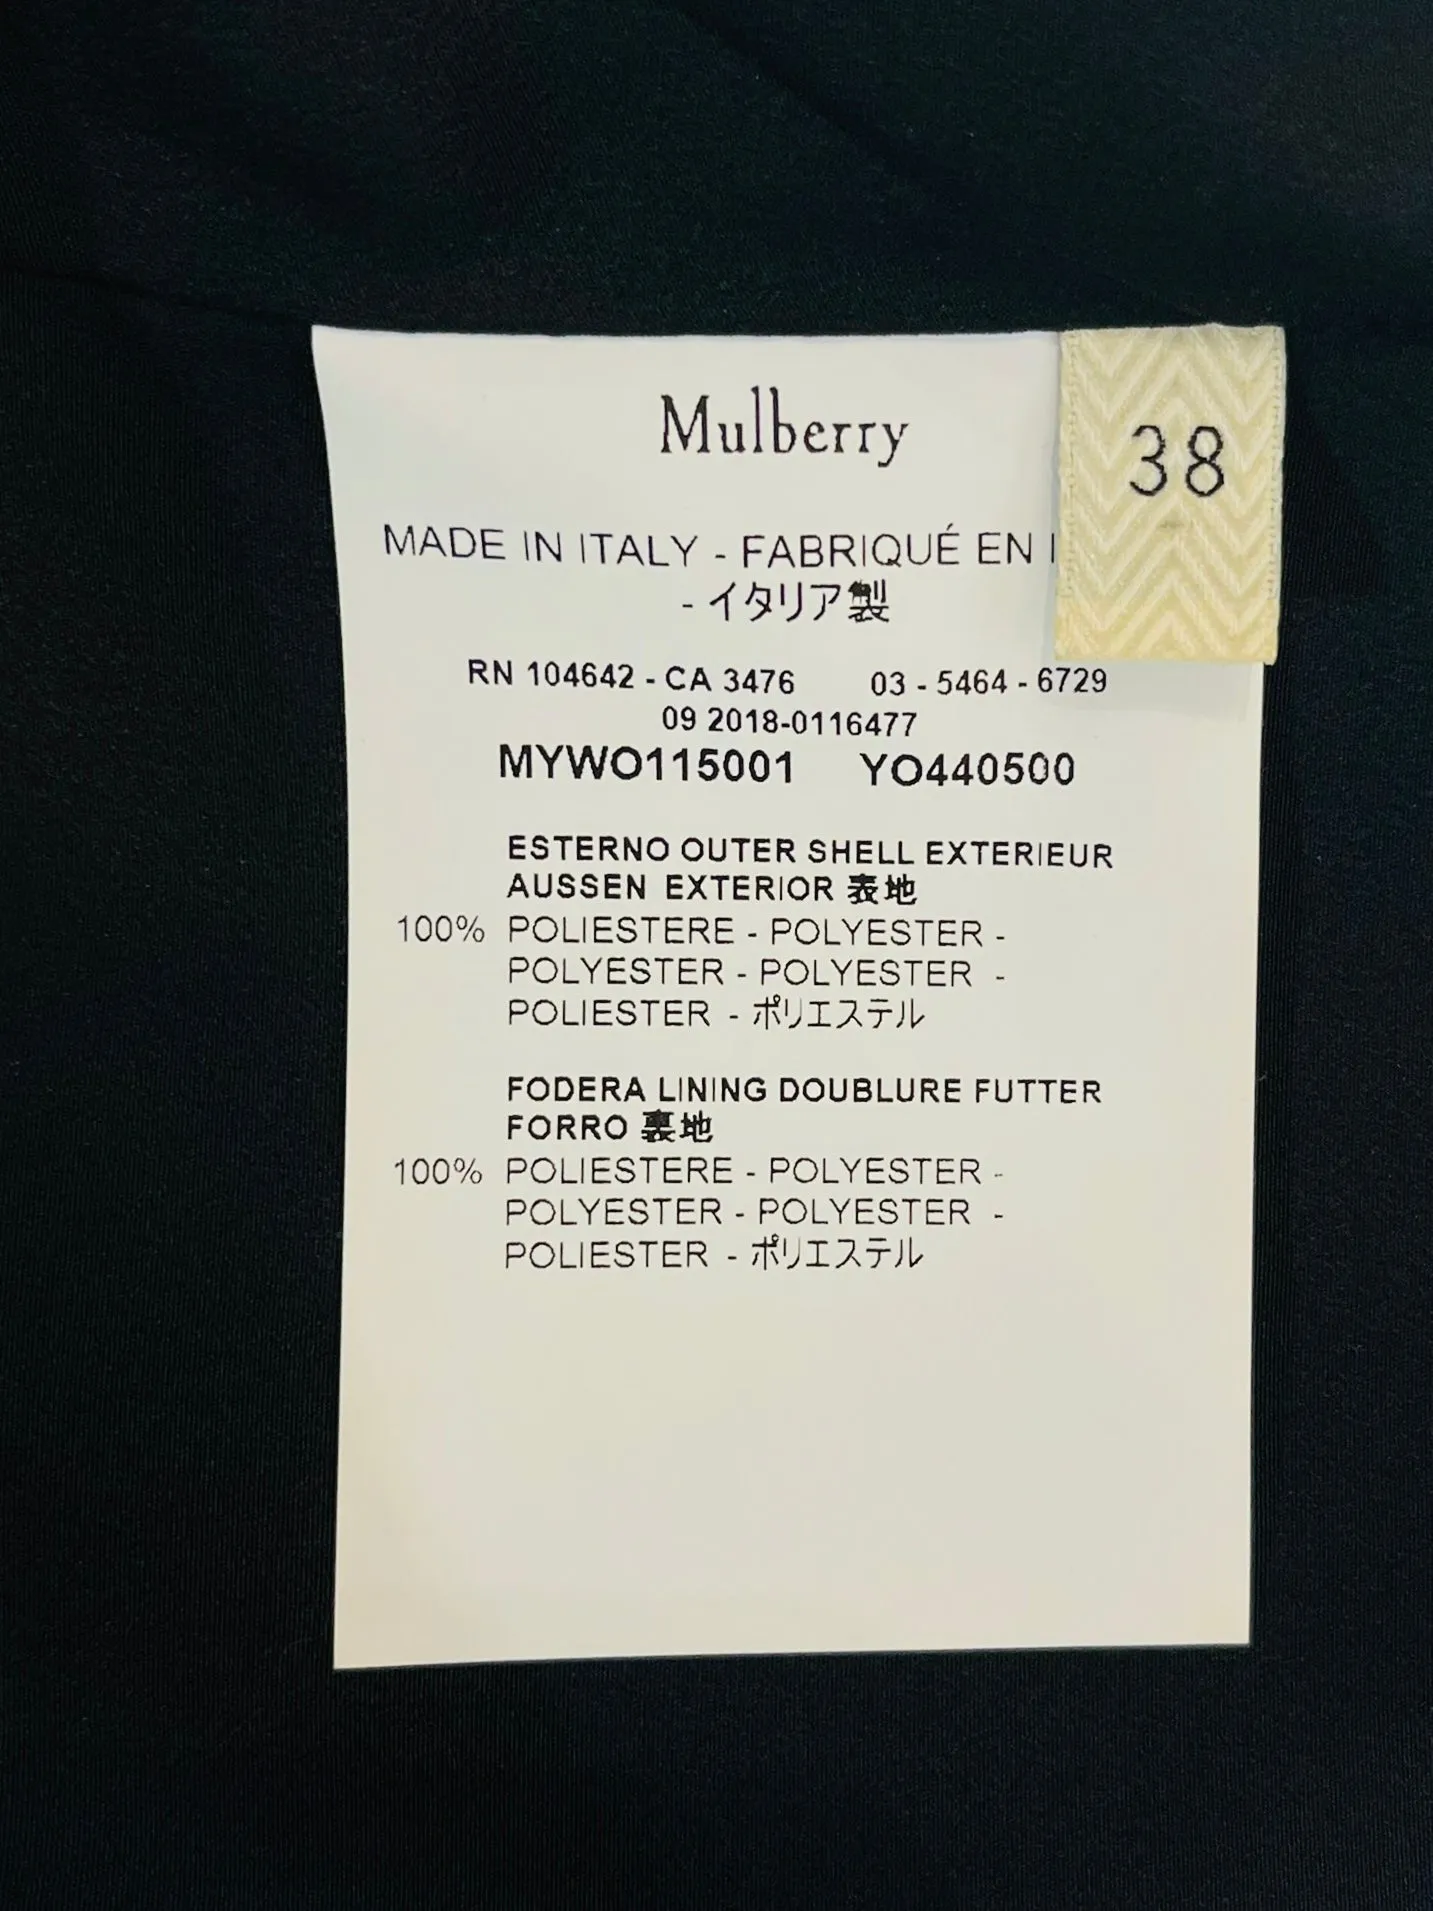 Mulberry
38
MADE IN ITALY - FABRIQUÉ EN
- イタリア製
RN 104642 - CA 3476 03 - 5464 - 6729
09 2018-0116477
MYWO115001 YO440500
ESTERNO OUTER SHELL EXTERIEUR
AUSSEN EXTERIOR 表地
100% POLIESTERE - POLYESTER -
POLYESTER - POLYESTER -
POLIESTER - ポリエステル
FODERA LINING DOUBLURE FUTTER
FORRO 裏地
100% POLIESTERE - POLYESTER -
POLYESTER - POLYESTER -
POLIESTER - ポリエステル